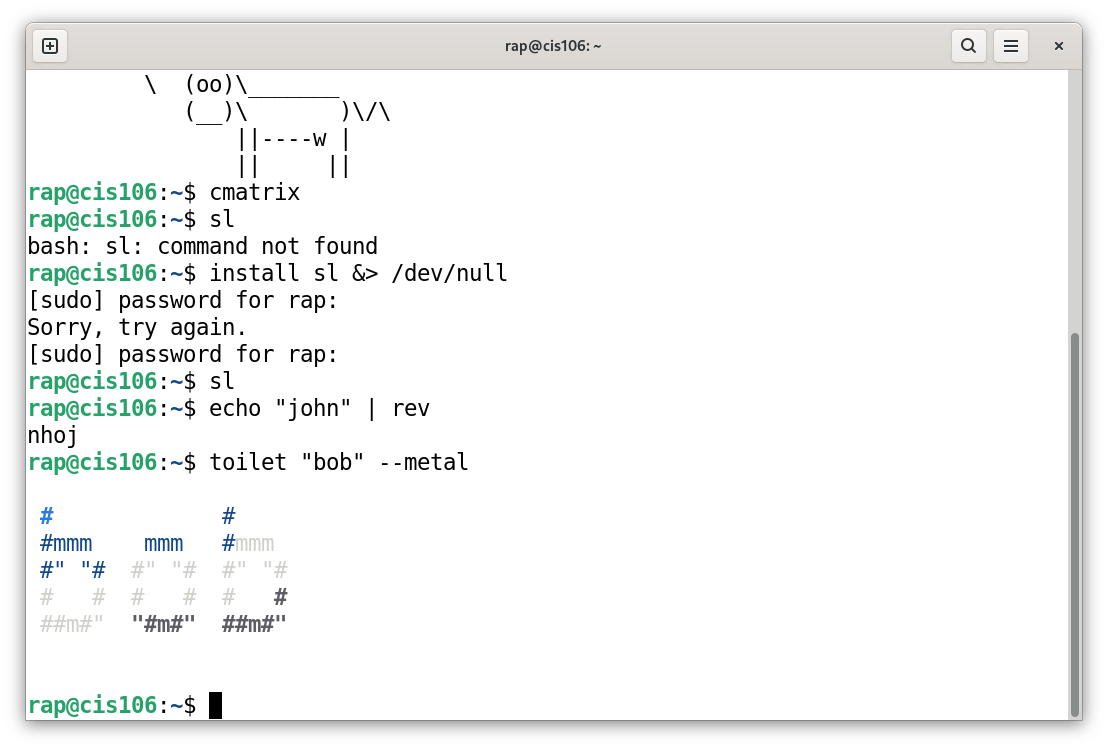 rap@cis106: ~
         \  (oo)\_______
            (__)\       )\/\
                ||----w |
                ||     ||
rap@cis106:~$ cmatrix
rap@cis106:~$ sl
bash: sl: command not found
rap@cis106:~$ install sl &> /dev/null
[sudo] password for rap:
Sorry, try again.
[sudo] password for rap:
rap@cis106:~$ sl
rap@cis106:~$ echo "john" | rev
nhoj
rap@cis106:~$ toilet "bob" --metal
 #             #
 #mmm    mmm   #mmm
 #" "#  #" "#  #" "#
 #   #  #   #  #   #
 ##m#"  "#m#"  ##m#"
rap@cis106:~$